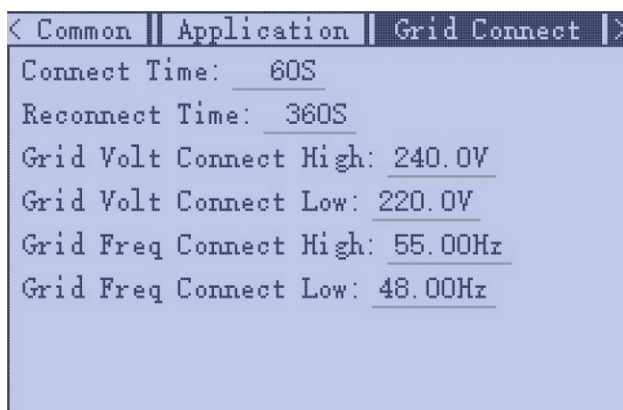 < Common || Application || Grid Connect |>
Connect Time: 60S
Reconnect Time: 360S
Grid Volt Connect High: 240.0V
Grid Volt Connect Low: 220.0V
Grid Freq Connect High: 55.00Hz
Grid Freq Connect Low: 48.00Hz